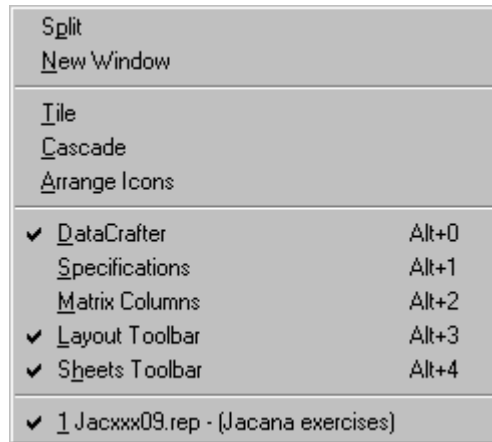 Split
New Window
Tile
Cascade
Arrange Icons
DataCrafter Alt+0
Specifications Alt+1
Matrix Columns Alt+2
Layout Toolbar Alt+3
Sheets Toolbar Alt+4
1 Jacxxx09.rep - (Jacana exercises)